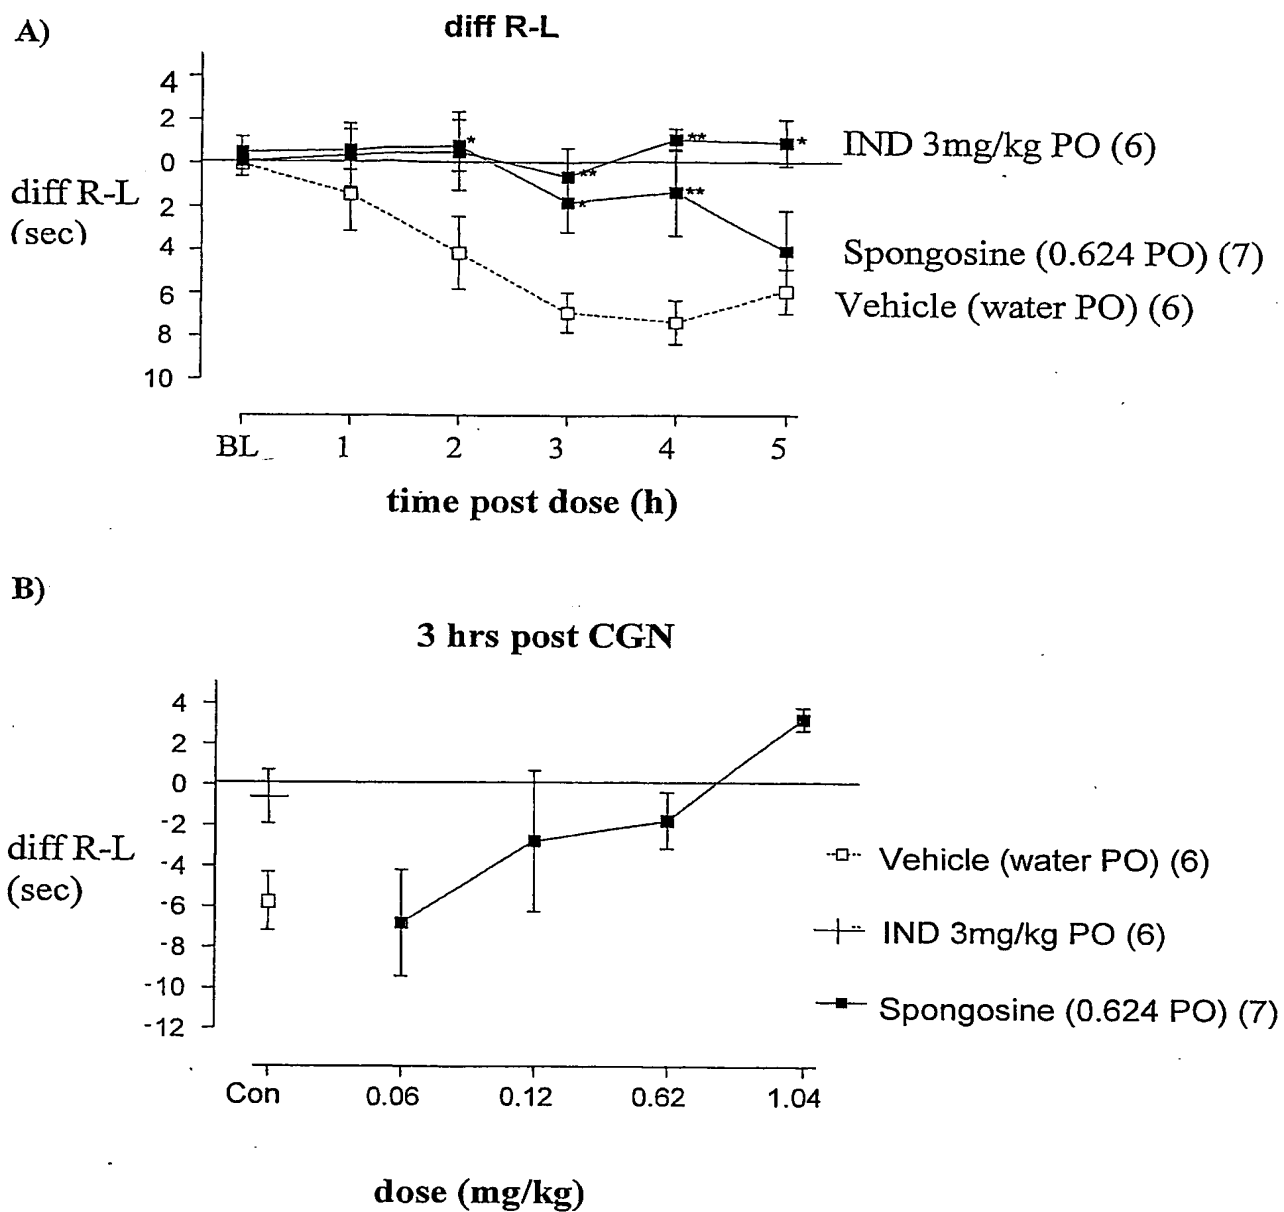 A)
diff R-L
4
2
0
2
4
6
8
10
diff R-L
(sec)
* ** * ** ** *
IND 3mg/kg PO (6)
Spongosine (0.624 PO) (7)
Vehicle (water PO) (6)
BL 1 2 3 4 5
time post dose (h)
B)
3 hrs post CGN
4
2
0
-2
-4
-6
-8
-10
-12
diff R-L
(sec)
Vehicle (water PO) (6)
IND 3mg/kg PO (6)
Spongosine (0.624 PO) (7)
Con 0.06 0.12 0.62 1.04
dose (mg/kg)